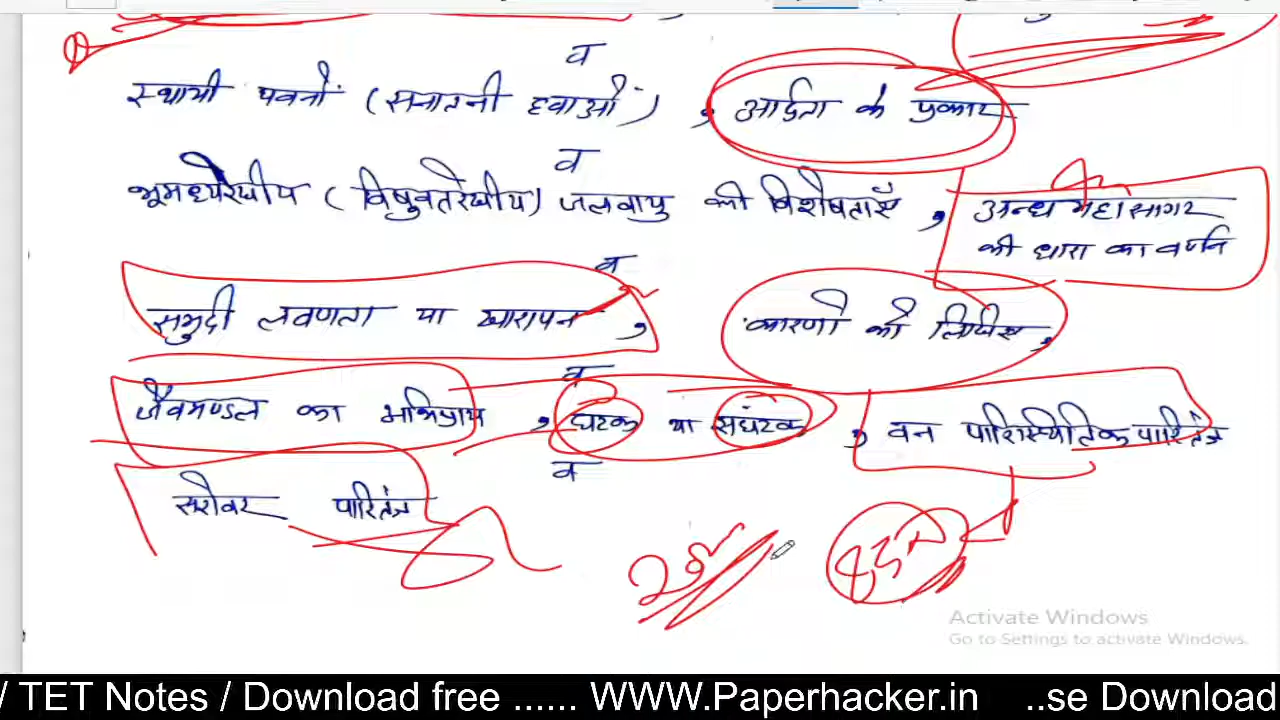 व
स्थायी पवनों (सनातनी हवाओं) , आर्द्रता के प्रकार
व
भूमध्यरेखीय (विषुवतरेखीय) जलवायु की विशेषताएँ , अन्ध महासागर
की धारा का वर्णन
व
समुद्री लवणता या खारापन , कारणों को लिखिए,
व
जैवमण्डल का अभिप्राय , घटक या संघटक , वन पारिस्थितिक पारितंत्र
व
सरोवर पारितंत्र
Activate Windows
Go to Settings to activate Windows.
/ TET Notes / Download free ...... WWW.Paperhacker.in ..se Download